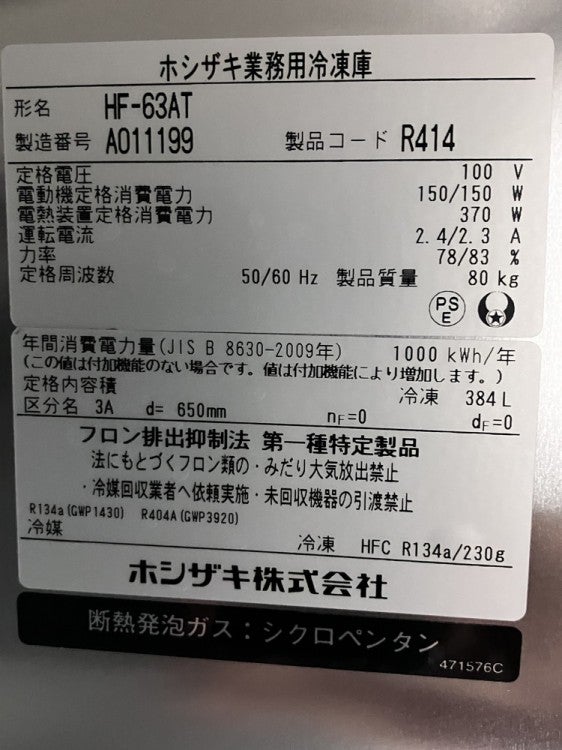 ホシザキ業務用冷凍庫
形名 HF-63AT
製造番号 A011199 製品コード R414
定格電圧 100 V
電動機定格消費電力 150/150 W
電熱装置定格消費電力 370 W
運転電流 2.4/2.3 A
力率 78/83 %
定格周波数 50/60 Hz 製品質量 80 kg
PS
E
年間消費電力量(JIS B 8630-2009年) 1000 kWh/年
(この値は付加機能のない場合です。値は付加機能により増加します。)
定格内容積 冷凍 384 L
区分名 3A d= 650mm nF=0 dF=0
フロン排出抑制法 第一種特定製品
法にもとづくフロン類の・みだり大気放出禁止
・冷媒回収業者へ依頼実施・未回収機器の引渡禁止
R134a(GWP1430) R404A(GWP3920)
冷媒
冷凍 HFC R134a/230g
ホシザキ株式会社
断熱発泡ガス:シクロペンタン
471576C